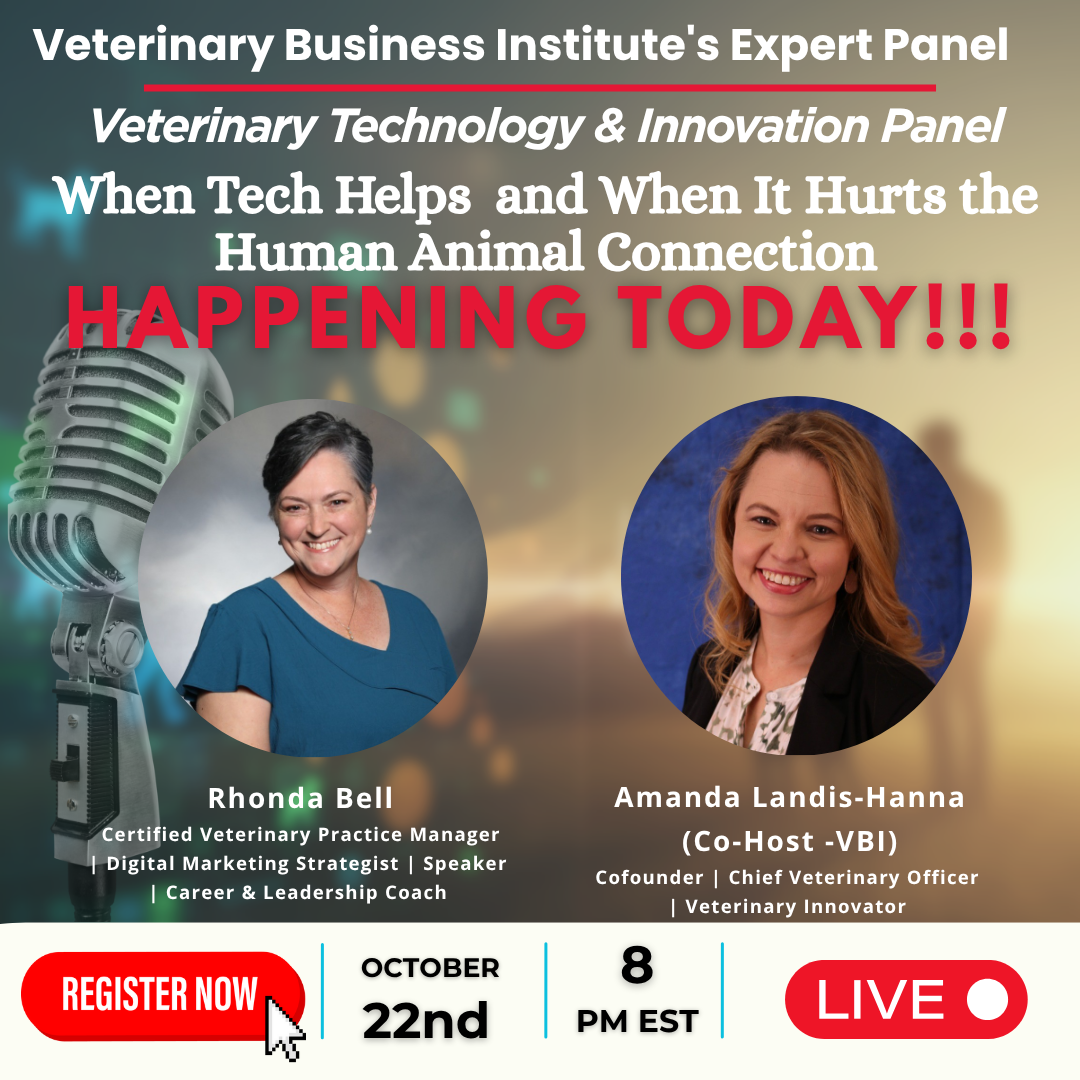 Veterinary Business Institute's Expert Panel
Veterinary Technology & Innovation Panel
When Tech Helps and When It Hurts the
Human Animal Connection
HAPPENING TODAY!!!
Rhonda Bell
Certified Veterinary Practice Manager
| Digital Marketing Strategist | Speaker
| Career & Leadership Coach
Amanda Landis-Hanna
(Co-Host -VBI)
Cofounder | Chief Veterinary Officer
| Veterinary Innovator
REGISTER NOW
OCTOBER
22nd
8
PM EST
LIVE